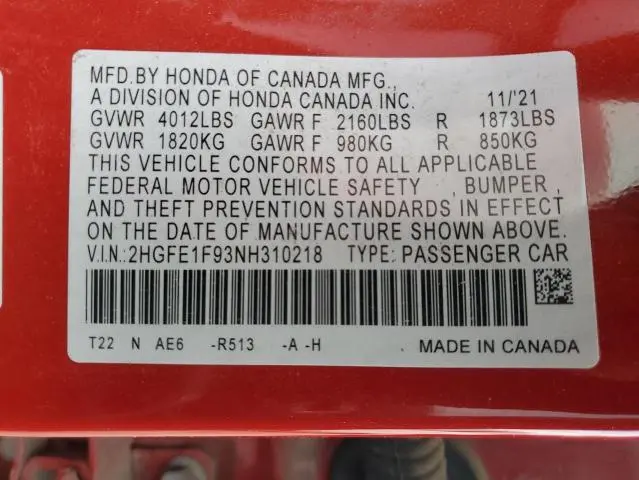 MFD.BY HONDA OF CANADA MFG.,
A DIVISION OF HONDA CANADA INC. 11/'21
GVWR 4012LBS GAWR F 2160LBS R 1873LBS
GVWR 1820KG GAWR F 980KG R 850KG
THIS VEHICLE CONFORMS TO ALL APPLICABLE
FEDERAL MOTOR VEHICLE SAFETY , BUMPER ,
AND THEFT PREVENTION STANDARDS IN EFFECT
ON THE DATE OF MANUFACTURE SHOWN ABOVE.
V.I.N.:2HGFE1F93NH310218 TYPE: PASSENGER CAR
T22 N AE6 -R513 -A -H MADE IN CANADA